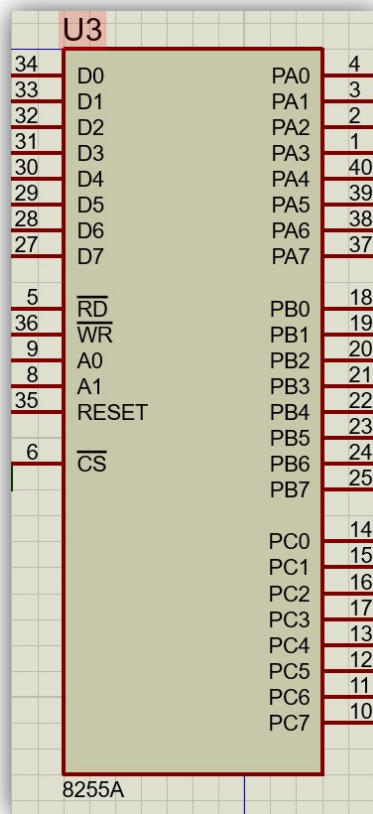 U3
34 D0 PA0 4
33 D1 PA1 3
32 D2 PA2 2
31 D3 PA3 1
30 D4 PA4 40
29 D5 PA5 39
28 D6 PA6 38
27 D7 PA7 37
5 RD PB0 18
36 WR PB1 19
9 A0 PB2 20
8 A1 PB3 21
35 RESET PB4 22
PB5 23
6 CS PB6 24
PB7 25
PC0 14
PC1 15
PC2 16
PC3 17
PC4 13
PC5 12
PC6 11
PC7 10
8255A